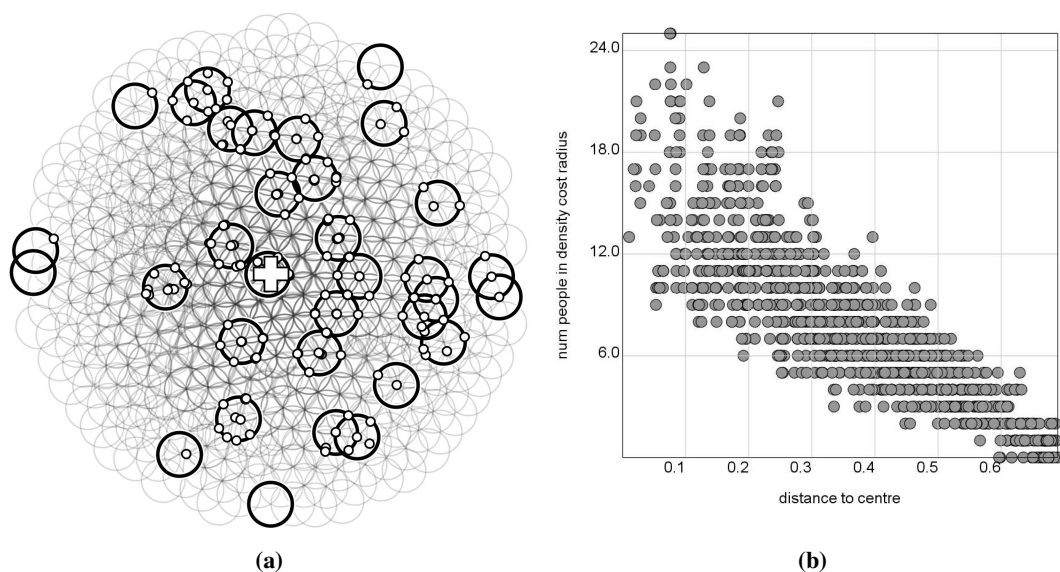 24.0
18.0
12.0
6.0
num people in density cost radius
0.1 0.2 0.3 0.4 0.5 0.6
distance to centre
(a) (b)